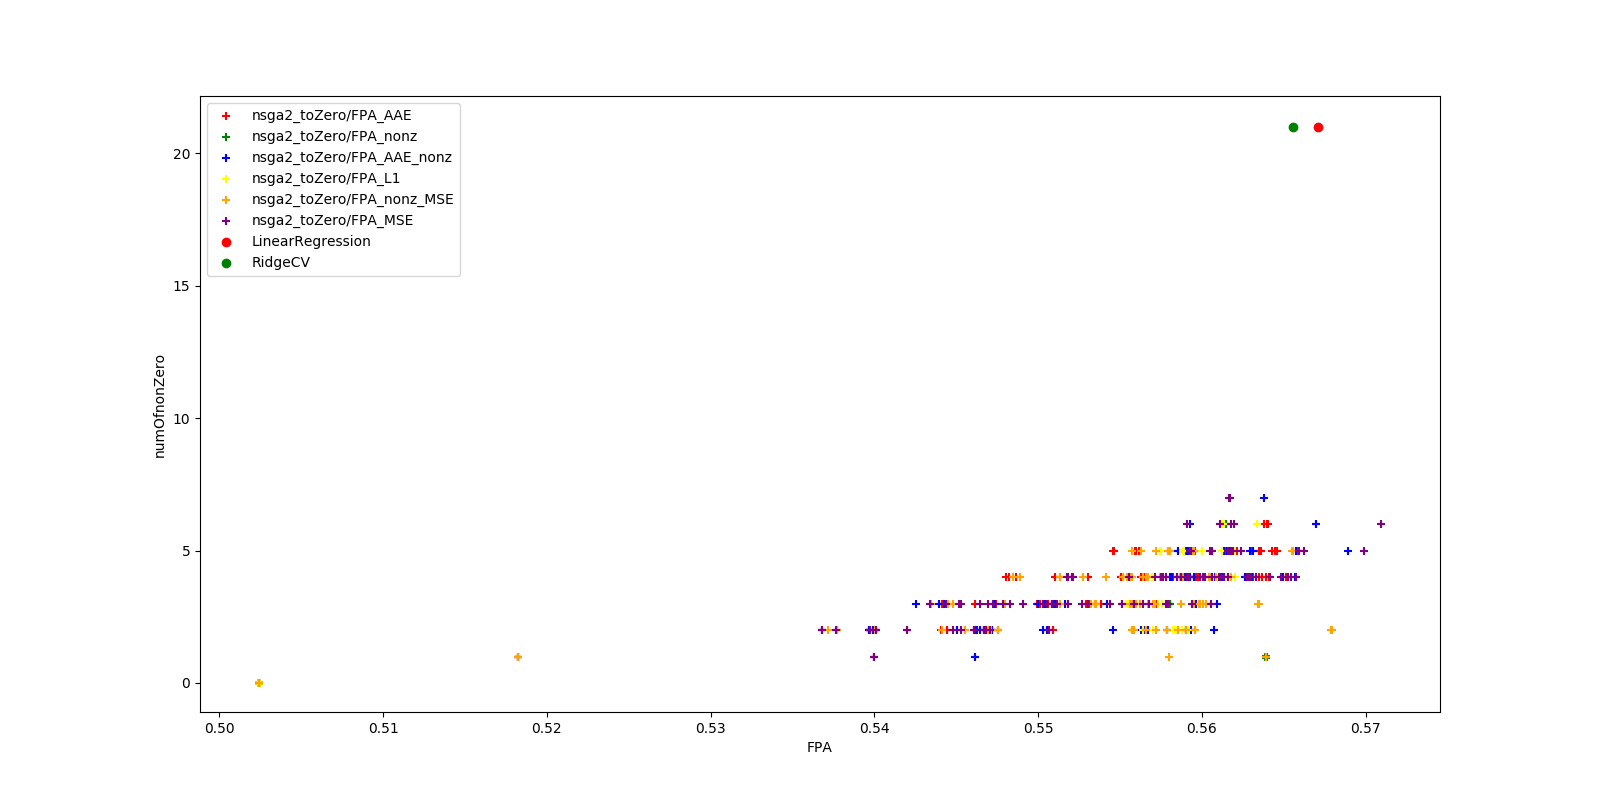 nsga2_toZero/FPA_AAE
nsga2_toZero/FPA_nonz
nsga2_toZero/FPA_AAE_nonz
nsga2_toZero/FPA_L1
nsga2_toZero/FPA_nonz_MSE
nsga2_toZero/FPA_MSE
LinearRegression
RidgeCV
20
15
10
5
0
numOfnonZero
0.50 0.51 0.52 0.53 0.54 0.55 0.56 0.57
FPA